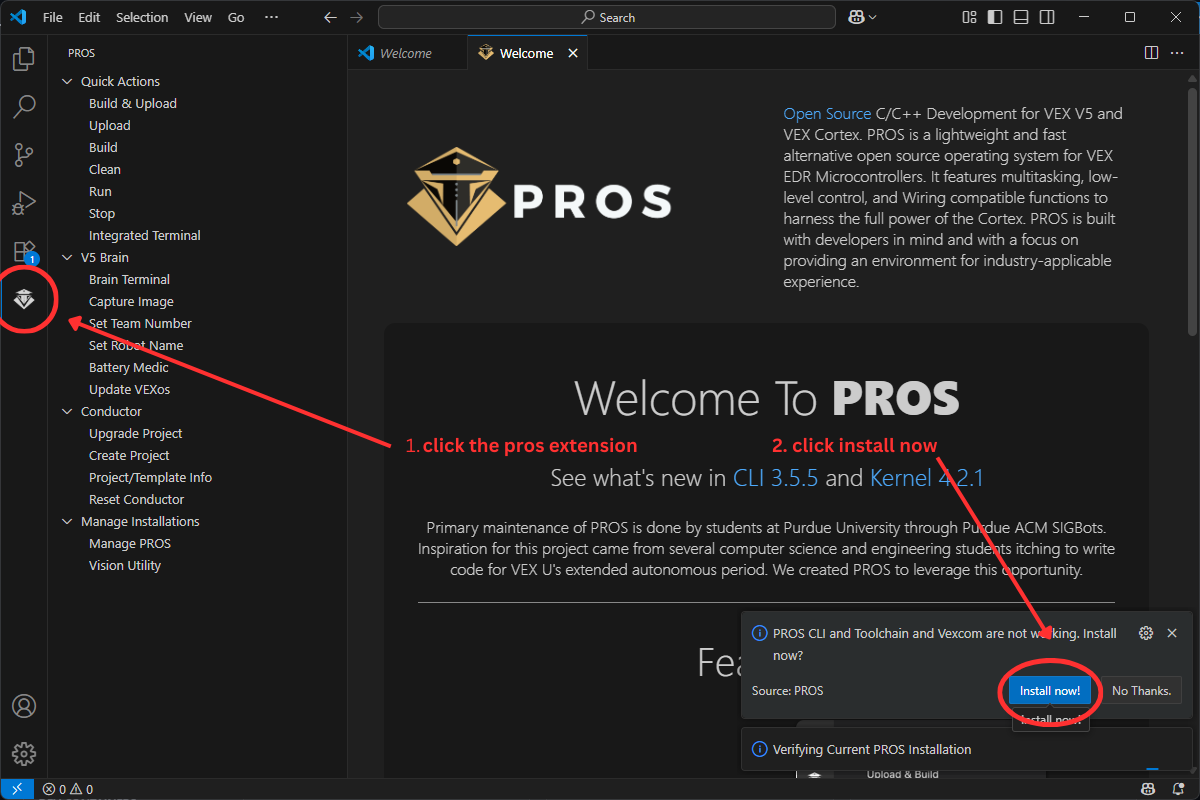 File Edit Selection View Go ··· Search
PROS
Quick Actions
Build & Upload
Upload
Build
Clean
Run
Stop
Integrated Terminal
V5 Brain
Brain Terminal
Capture Image
Set Team Number
Set Robot Name
Battery Medic
Update VEXos
Conductor
Upgrade Project
Create Project
Project/Template Info
Reset Conductor
Manage Installations
Manage PROS
Vision Utility
1
0 0
Welcome Welcome
PROS
Open Source C/C++ Development for VEX V5 and
VEX Cortex. PROS is a lightweight and fast
alternative open source operating system for VEX
EDR Microcontrollers. It features multitasking, low-
level control, and Wiring compatible functions to
harness the full power of the Cortex. PROS is built
with developers in mind and with a focus on
providing an environment for industry-applicable
experience.
Welcome To PROS
1. click the pros extension
2. click install now
See what's new in CLI 3.5.5 and Kernel 4.2.1
Primary maintenance of PROS is done by students at Purdue University through Purdue ACM SIGBots.
Inspiration for this project came from several computer science and engineering students itching to write
code for VEX U's extended autonomous period. We created PROS to leverage this opportunity.
PROS CLI and Toolchain and Vexcom are not working. Install
now?
Source: PROS Install now! No Thanks.
Install now!
Verifying Current PROS Installation
Upload & Build